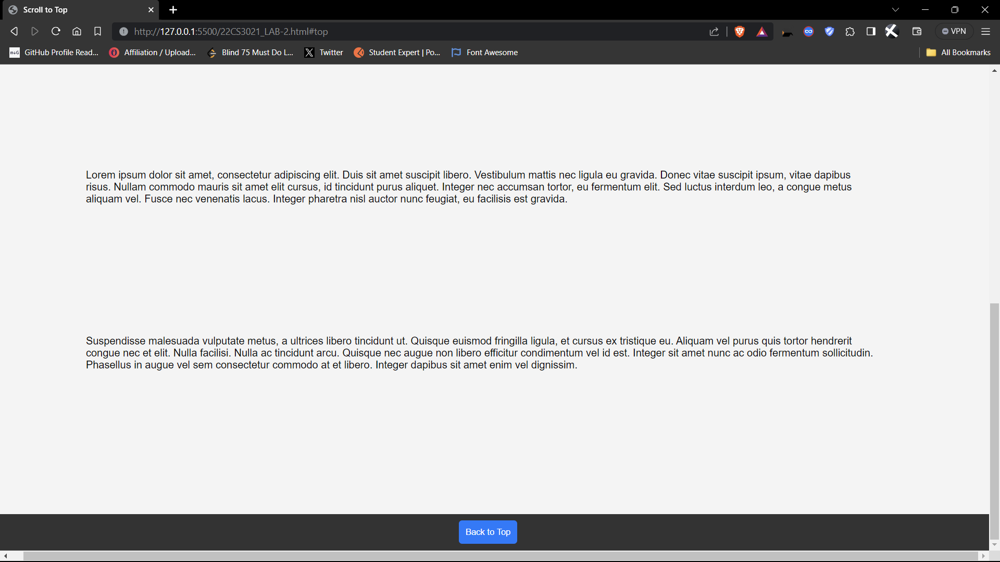 Scroll to Top
http://127.0.0.1:5500/22CS3021_LAB-2.html#top
VPN
m↓G GitHub Profile Read...
Affiliation / Upload...
Blind 75 Must Do L...
Twitter
Student Expert | Po...
Font Awesome
All Bookmarks
Lorem ipsum dolor sit amet, consectetur adipiscing elit. Duis sit amet suscipit libero. Vestibulum mattis nec ligula eu gravida. Donec vitae suscipit ipsum, vitae dapibus
risus. Nullam commodo mauris sit amet elit cursus, id tincidunt purus aliquet. Integer nec accumsan tortor, eu fermentum elit. Sed luctus interdum leo, a congue metus
aliquam vel. Fusce nec venenatis lacus. Integer pharetra nisl auctor nunc feugiat, eu facilisis est gravida.
Suspendisse malesuada vulputate metus, a ultrices libero tincidunt ut. Quisque euismod fringilla ligula, et cursus ex tristique eu. Aliquam vel purus quis tortor hendrerit
congue nec et elit. Nulla facilisi. Nulla ac tincidunt arcu. Quisque nec augue non libero efficitur condimentum vel id est. Integer sit amet nunc ac odio fermentum sollicitudin.
Phasellus in augue vel sem consectetur commodo at et libero. Integer dapibus sit amet enim vel dignissim.
Back to Top